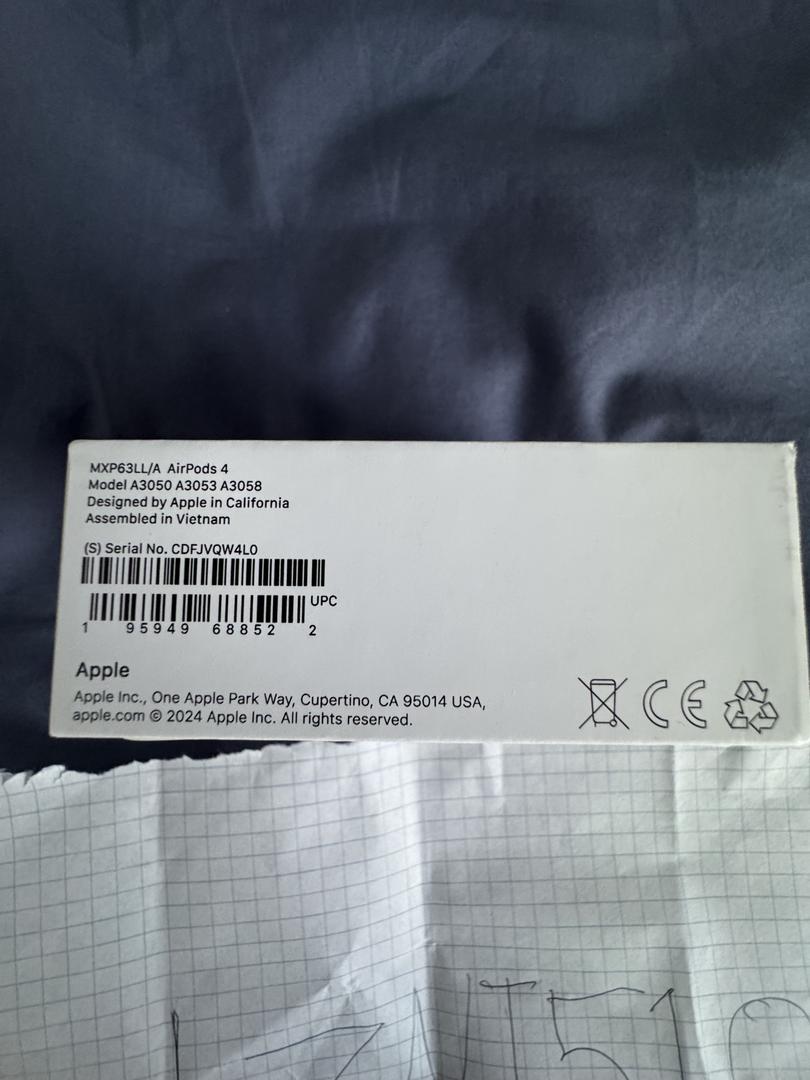 MXP63LL/A AirPods 4
Model A3050 A3053 A3058
Designed by Apple in California
Assembled in Vietnam
(S) Serial No. CDFJVQW4L0
UPC
1 95949 68852 2
Apple
Apple Inc., One Apple Park Way, Cupertino, CA 95014 USA,
apple.com © 2024 Apple Inc. All rights reserved.
CE